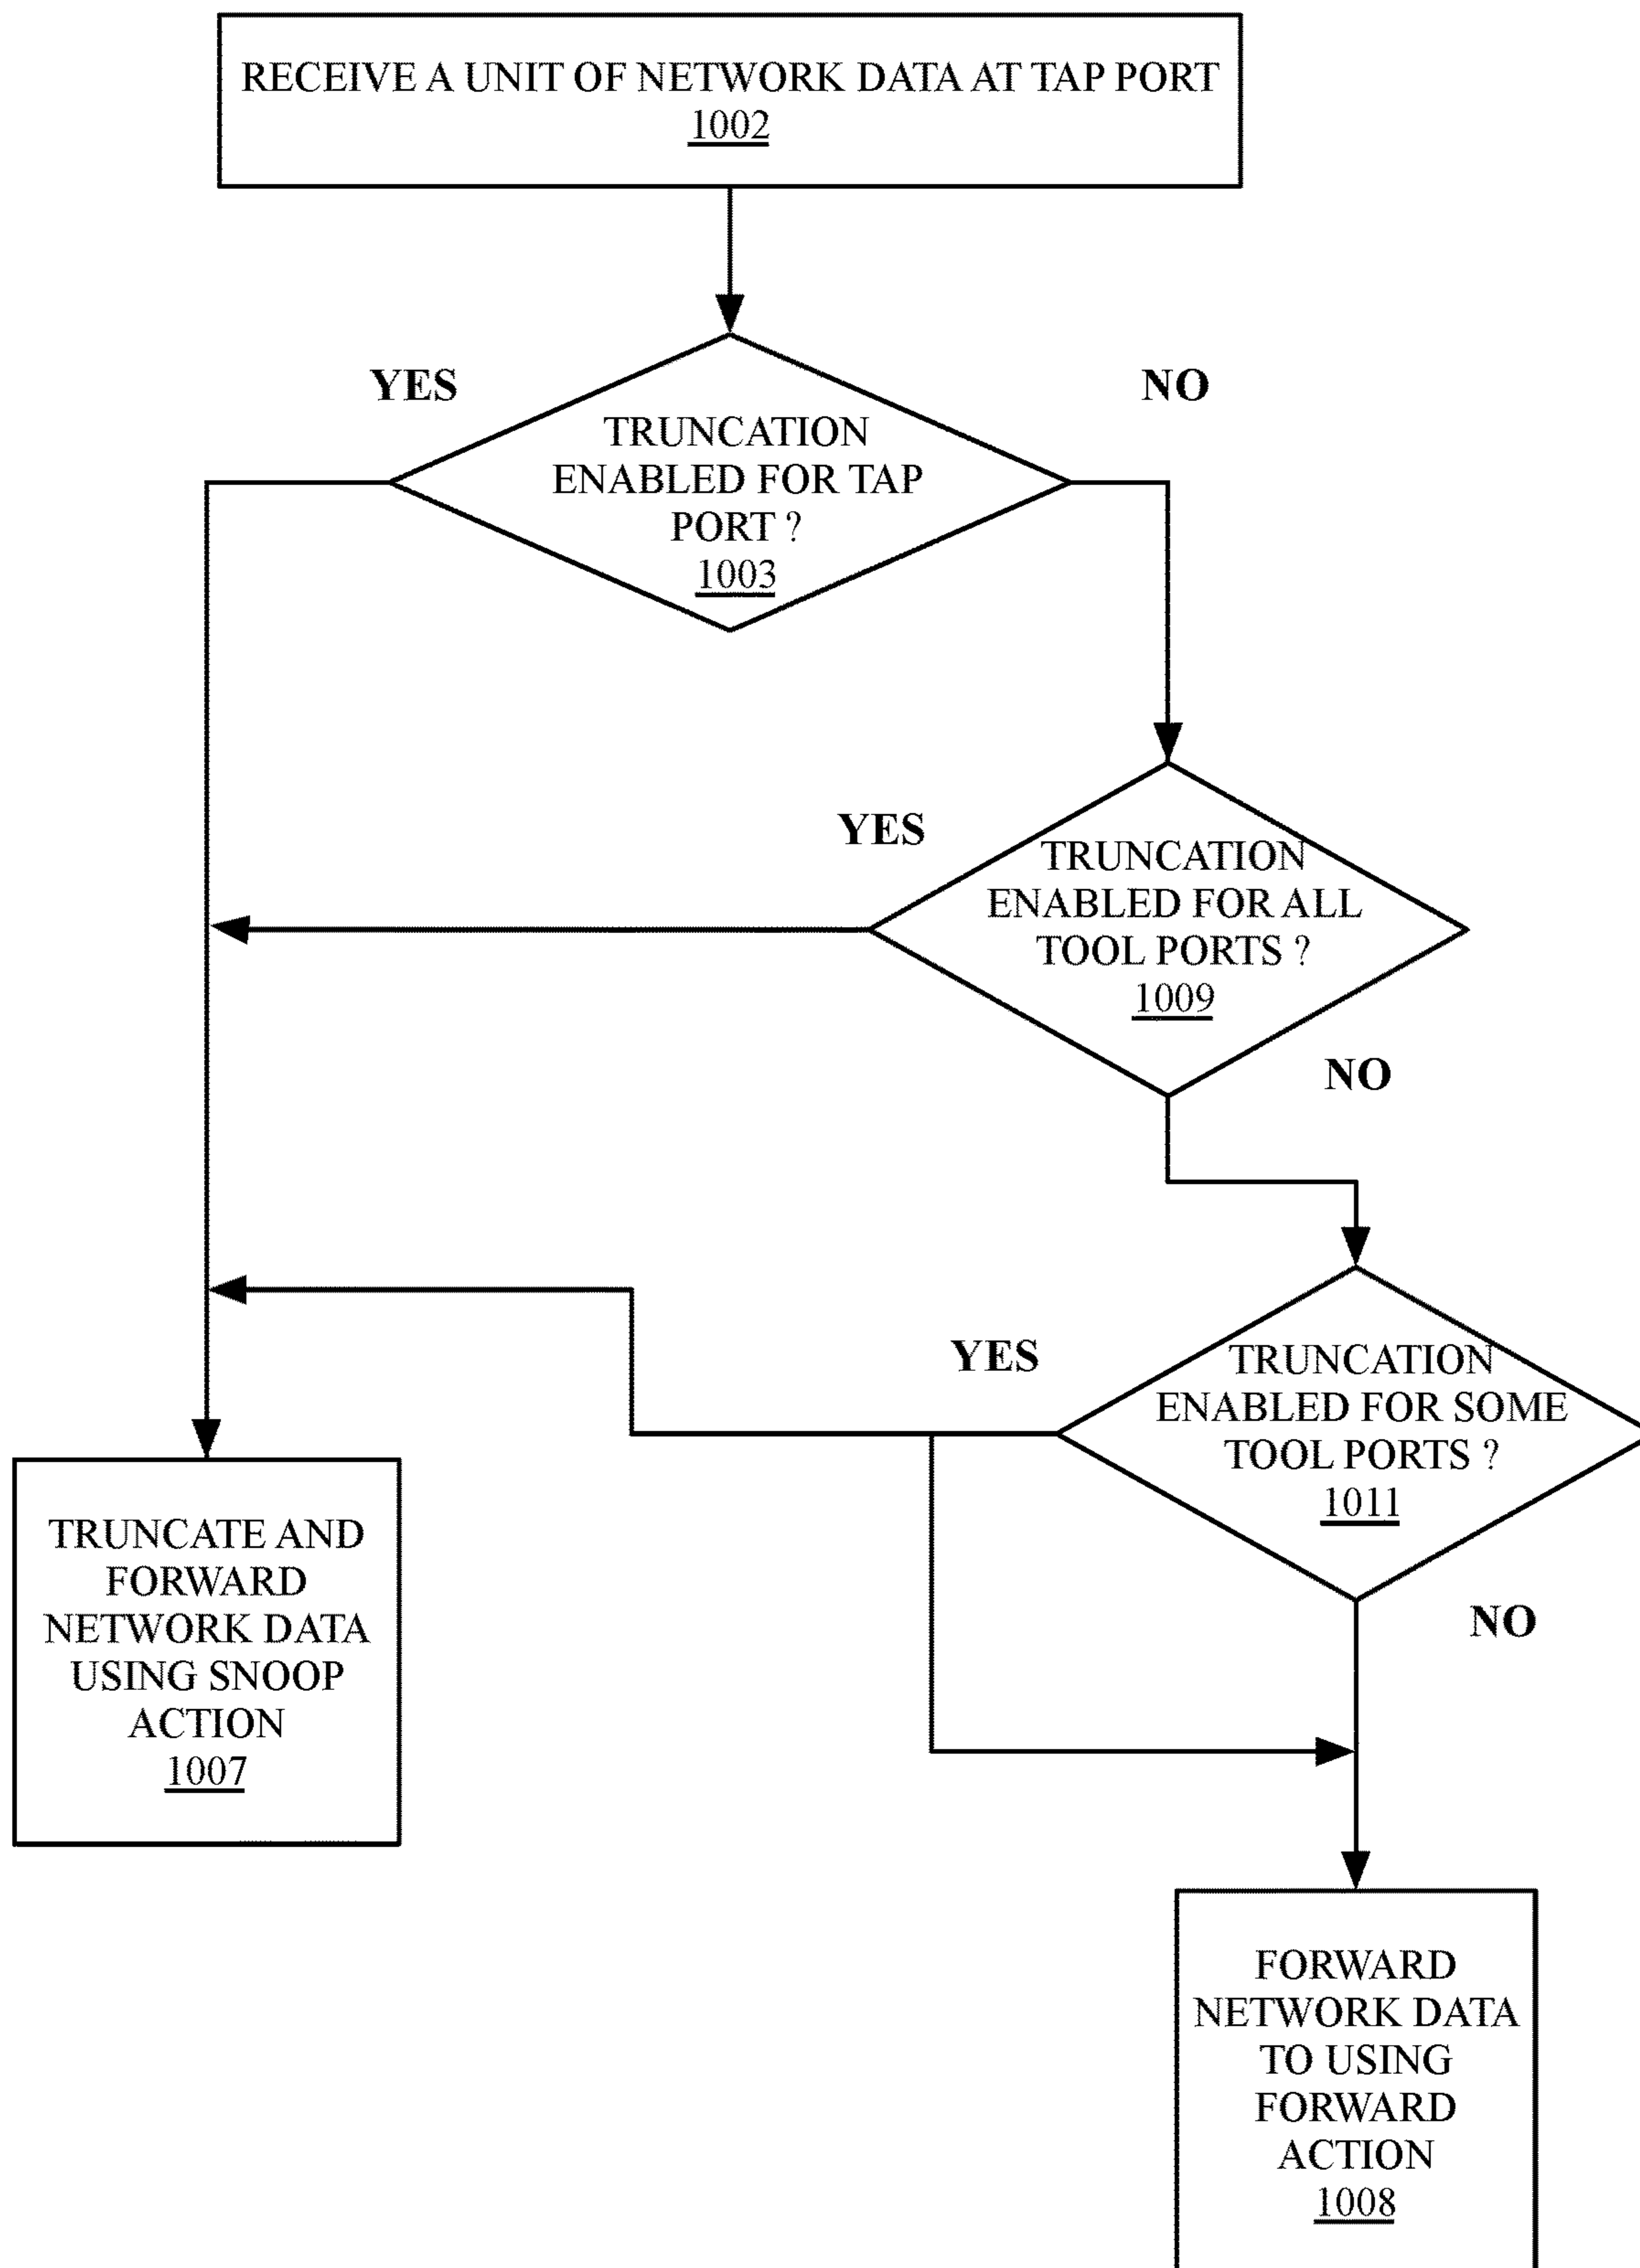 RECEIVE A UNIT OF NETWORK DATA AT TAP PORT
1002
YES
NO
TRUNCATION
ENABLED FOR TAP
PORT ?
1003
YES
TRUNCATION
ENABLED FOR ALL
TOOL PORTS ?
1009
NO
YES
TRUNCATION
ENABLED FOR SOME
TOOL PORTS ?
1011
NO
TRUNCATE AND
FORWARD
NETWORK DATA
USING SNOOP
ACTION
1007
FORWARD
NETWORK DATA
TO USING
FORWARD
ACTION
1008